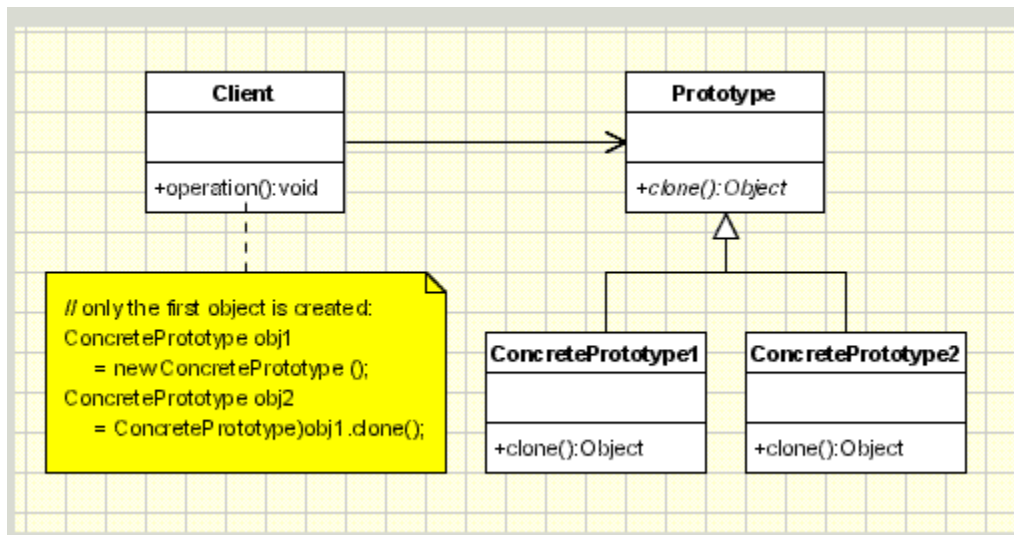 Client
+operation():void
Prototype
+clone():Object
// only the first object is created:
ConcretePrototype obj1
= new ConcretePrototype ();
ConcretePrototype obj2
= ConcretePrototype)obj1.clone();
ConcretePrototype1
+clone():Object
ConcretePrototype2
+clone():Object